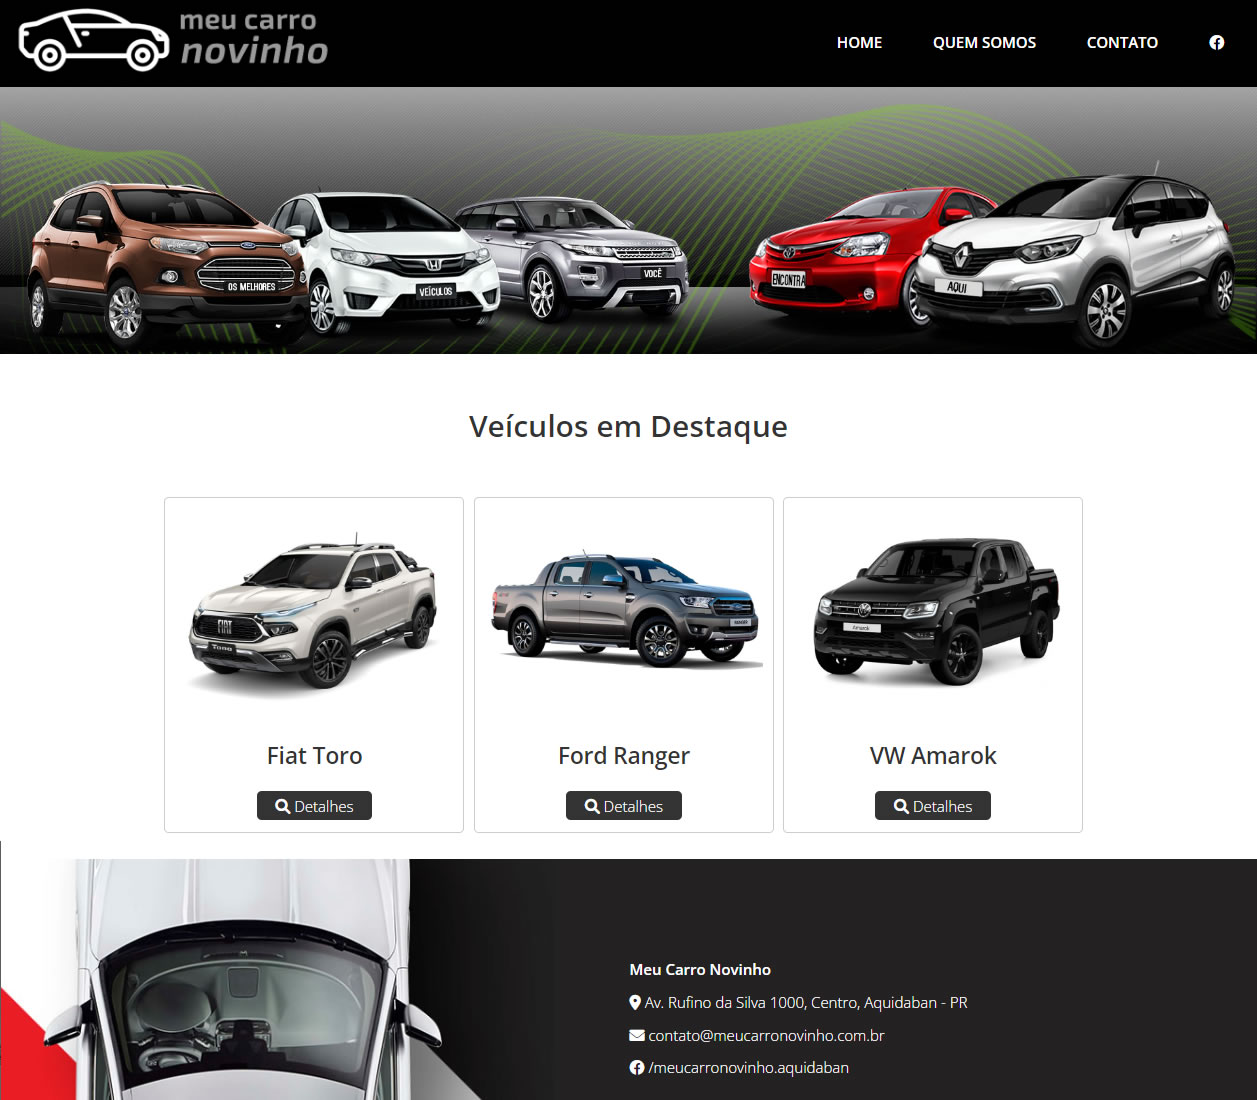 meu carro
novinho
HOME QUEM SOMOS CONTATO
OS MELHORES VEÍCULOS VOCÊ ENCONTRA AQUI
Veículos em Destaque
FIAT
Toro
RANGER
Amarok
Fiat Toro Ford Ranger VW Amarok
Detalhes Detalhes Detalhes
Meu Carro Novinho
Av. Rufino da Silva 1000, Centro, Aquidaban - PR
contato@meucarronovinho.com.br
/meucarronovinho.aquidaban